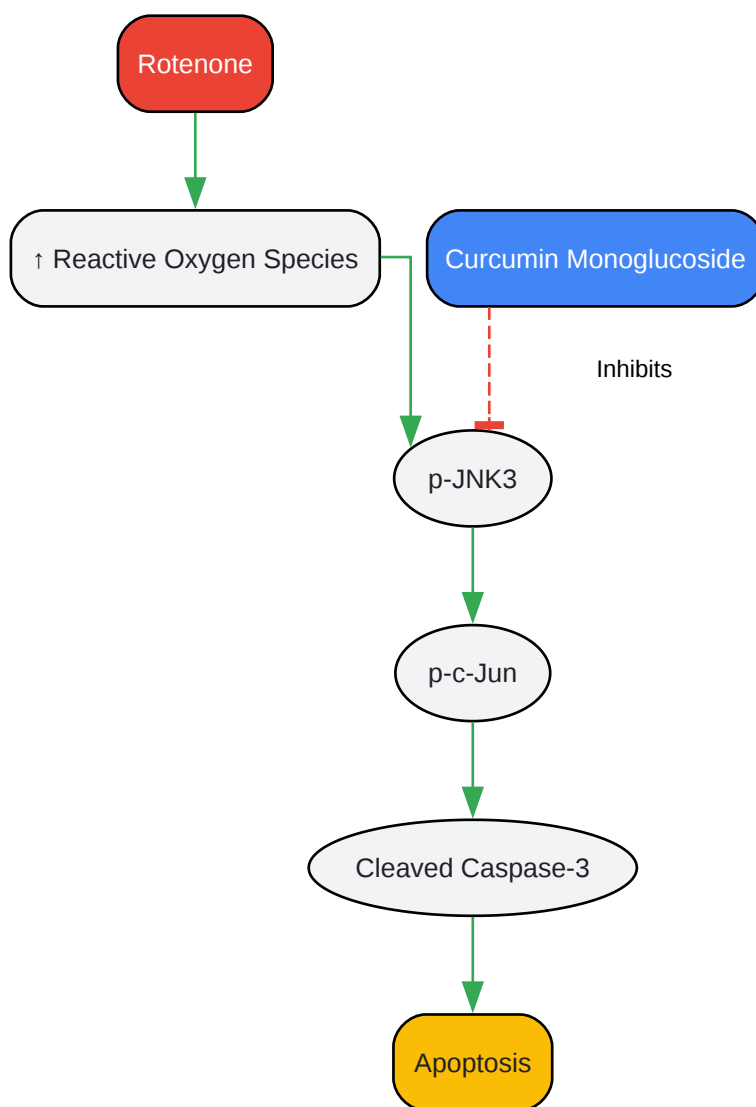 Rotenone
↑ Reactive Oxygen Species
Curcumin Monoglucoside
Inhibits
p-JNK3
p-c-Jun
Cleaved Caspase-3
Apoptosis